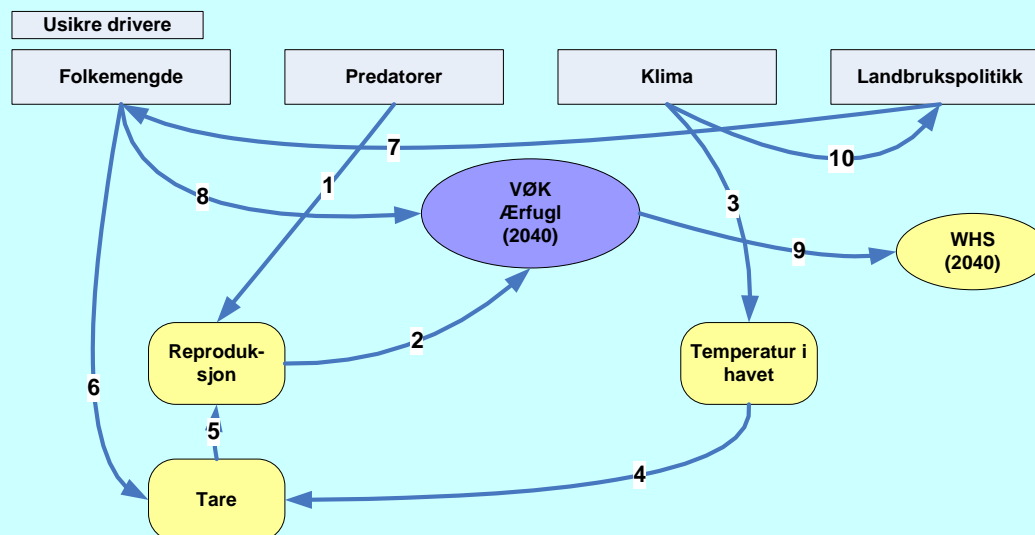 Usikre drivere
Folkemengde
Predatorer
Klima
Landbrukspolitikk
7
10
1
8
3
VØK
Ærfugl
(2040)
9
WHS
(2040)
2
Reproduk-
sjon
Temperatur i
havet
6
5
4
Tare